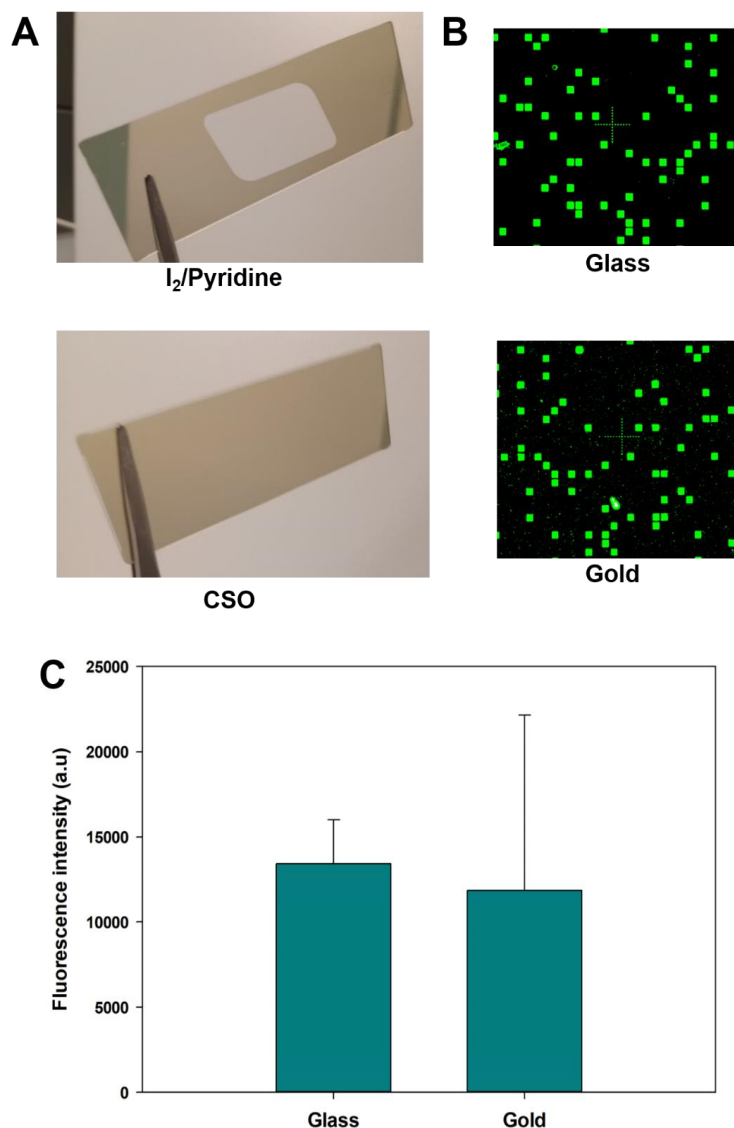 A
B
I₂/Pyridine
Glass
CSO
Gold
C
25000
20000
15000
10000
5000
0
Fluorescence intensity (a.u)
Glass
Gold